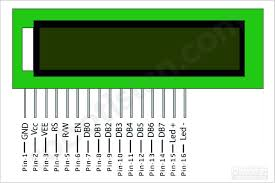 Pin-1 GND
Pin-2 Vcc
Pin-3 VEE
Pin-4 RS
Pin-5 R/W
Pin-6 EN
Pin-7 DB0
Pin-8 DB1
Pin-9 DB2
Pin-10 DB3
Pin-11 DB4
Pin-12 DB5
Pin-13 DB6
Pin-14 DB7
Pin-15 Led +
Pin-16 Led -